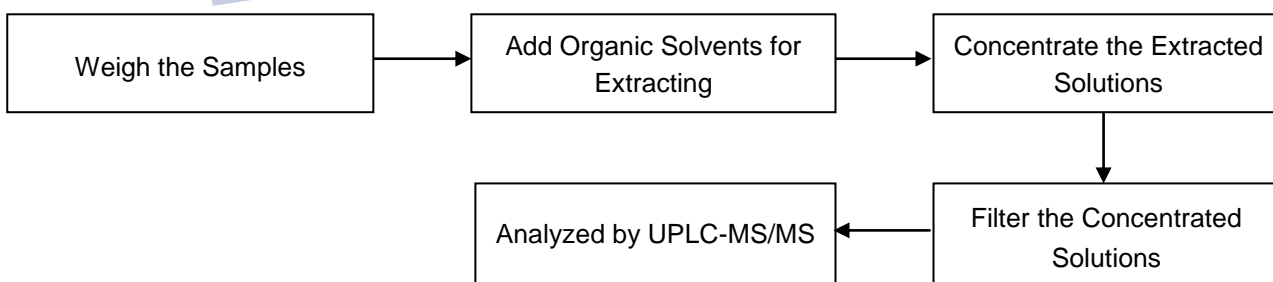 Weigh the Samples
Add Organic Solvents for
Extracting
Concentrate the Extracted
Solutions
Filter the Concentrated
Solutions
Analyzed by UPLC-MS/MS